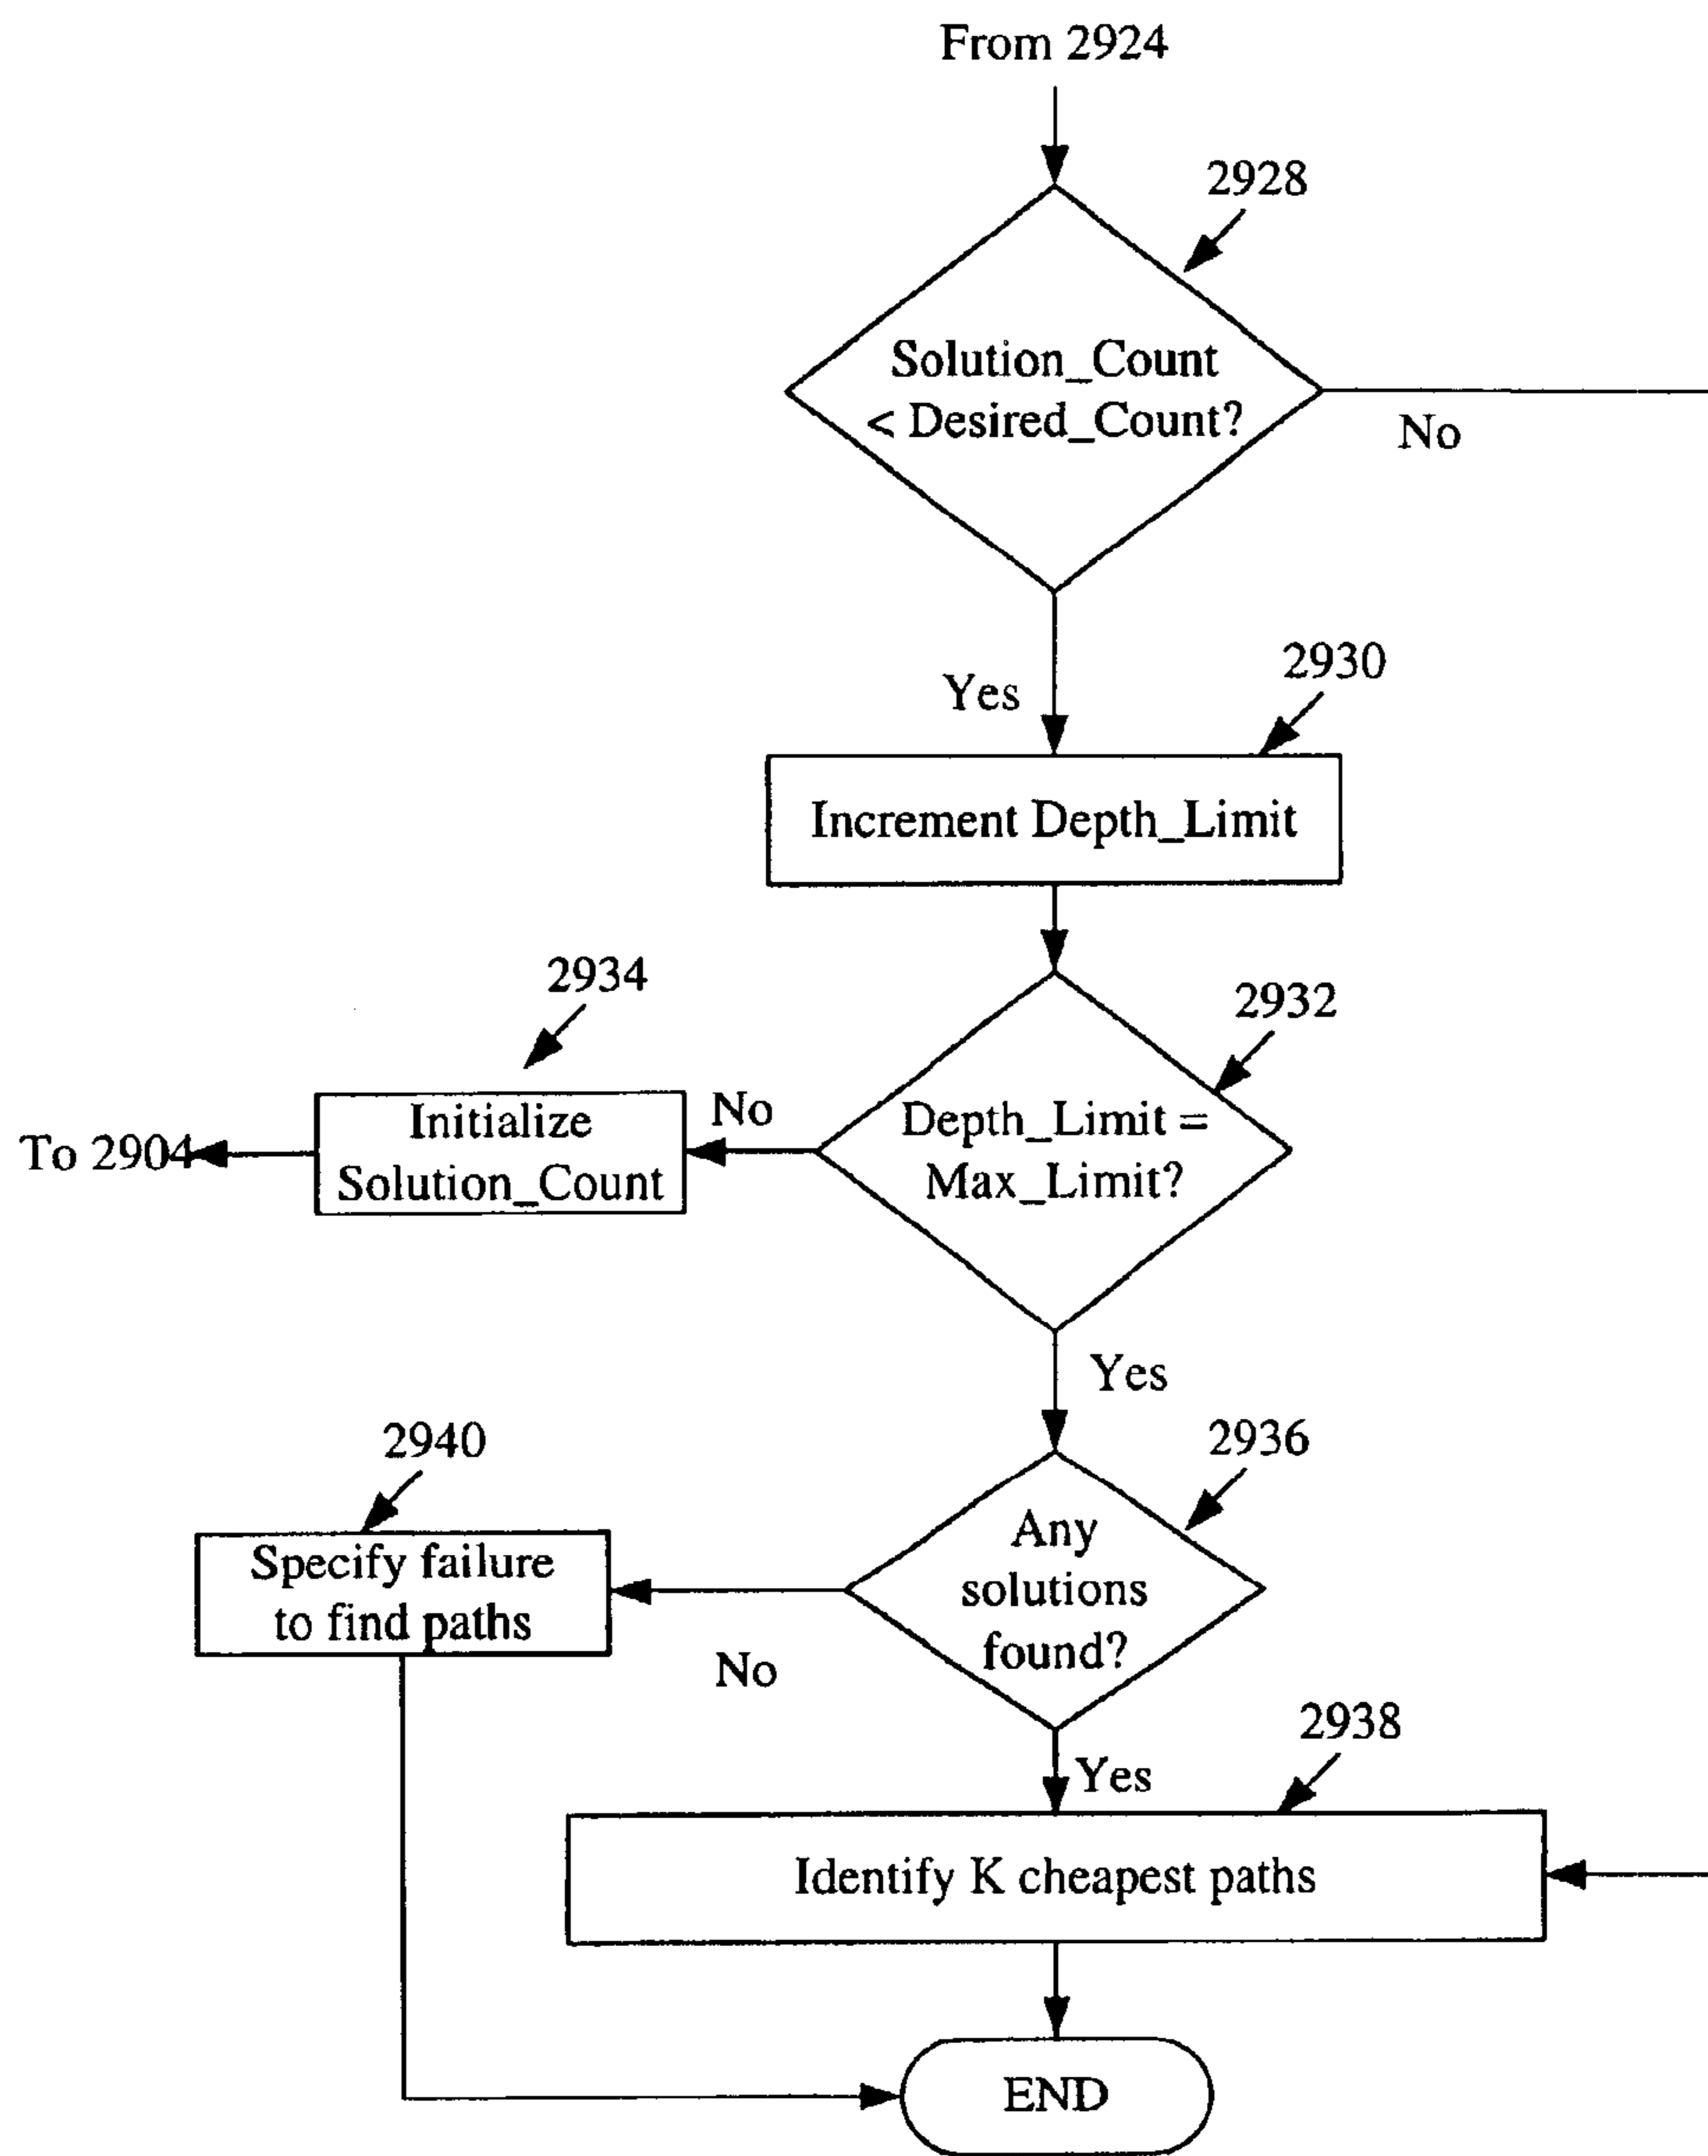 From 2924
2928
Solution_Count
< Desired_Count?
No
2930
Yes
Increment Depth_Limit
2934
2932
No
Depth_Limit =
Max_Limit?
Initialize
Solution_Count
To 2904
Yes
2940
2936
Any
solutions
found?
Specify failure
to find paths
No
2938
Yes
Identify K cheapest paths
END